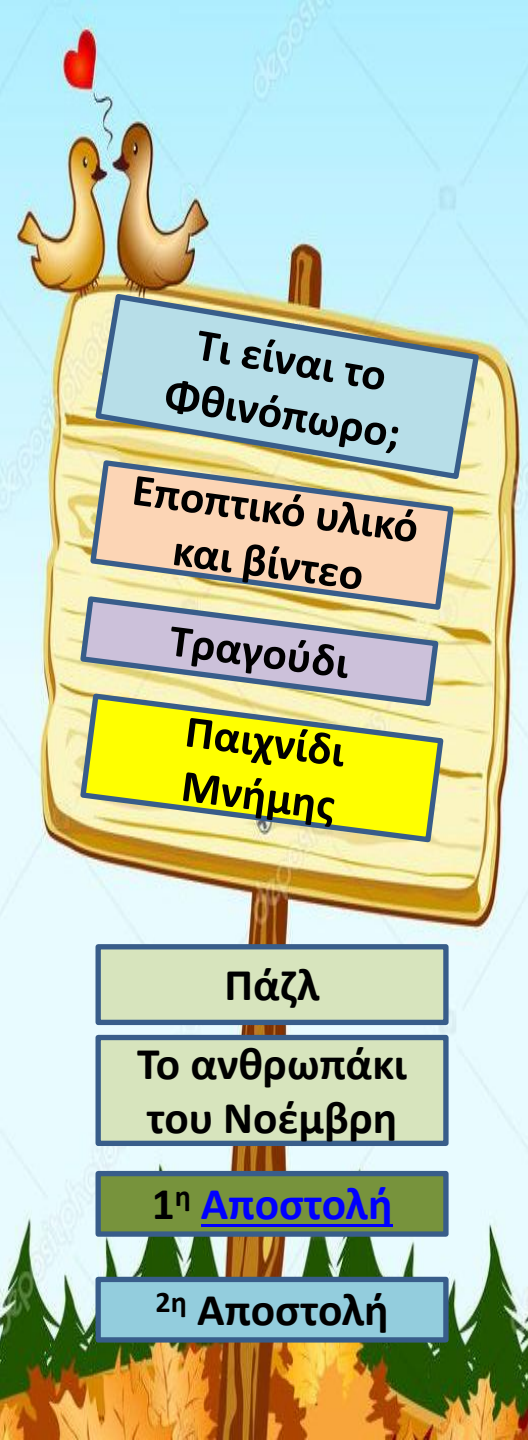 Τι είναι το
Φθινόπωρο;
Εποπτικό υλικό
και βίντεο
Τραγούδι
Παιχνίδι
Μνήμης
Πάζλ
Το ανθρωπάκι
του Νοέμβρη
1η Αποστολή
2η Αποστολή